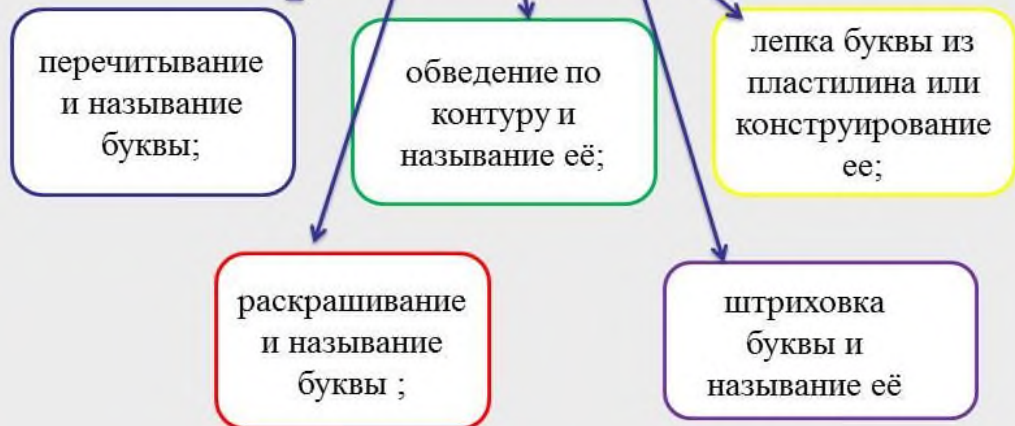 перечитывание
и называние
буквы;
обведение по
контуру и
называние её;
лепка буквы из
пластилина или
конструирование
ее;
раскрашивание
и называние
буквы ;
штриховка
буквы и
называние её